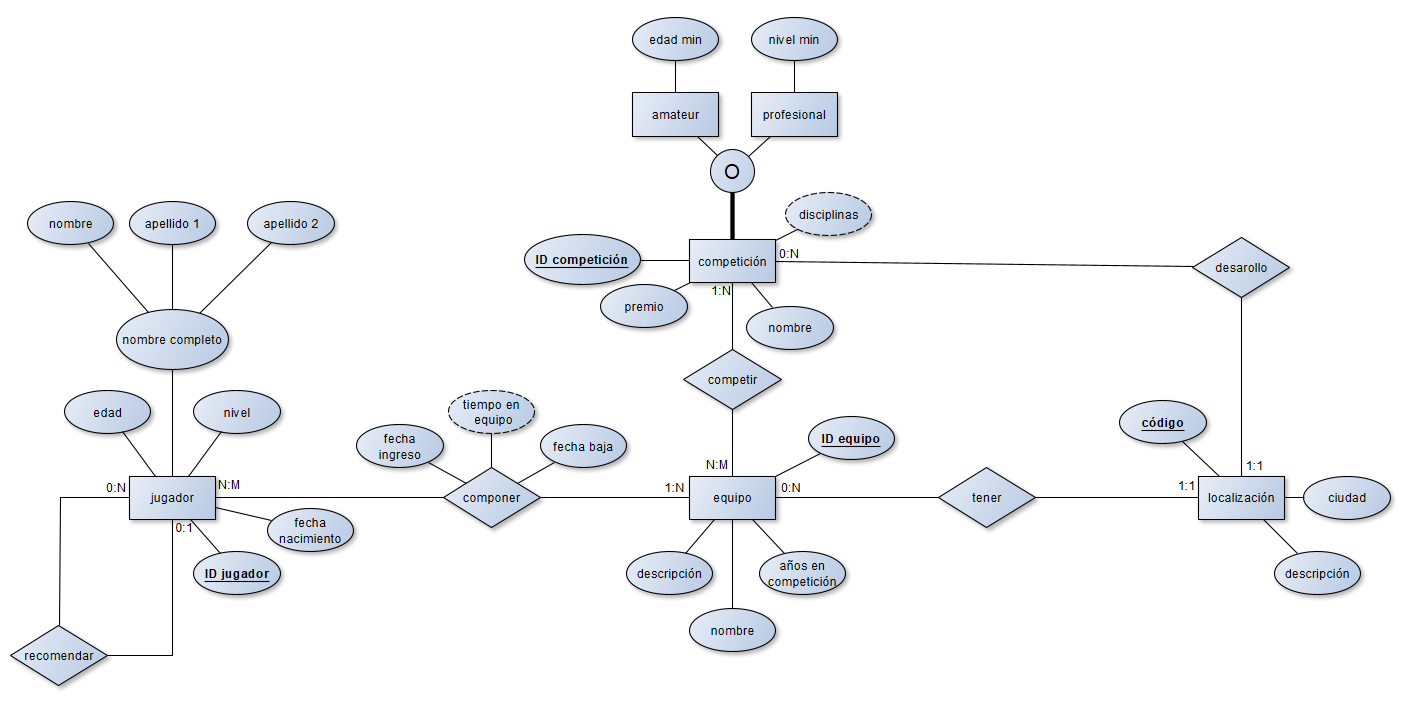 edad min
nivel min
amateur
profesional
O
disciplinas
nombre
apellido 1
apellido 2
ID competición
competición
0:N
desarollo
1:N
premio
nombre
nombre completo
competir
edad
nivel
tiempo en
equipo
fecha
ingreso
fecha baja
ID equipo
código
0:N
jugador
N:M
componer
1:N
N:M
equipo
0:N
tener
1:1
1:1
localización
ciudad
0:1
fecha
nacimiento
ID jugador
descripción
años en
competición
descripción
nombre
recomendar